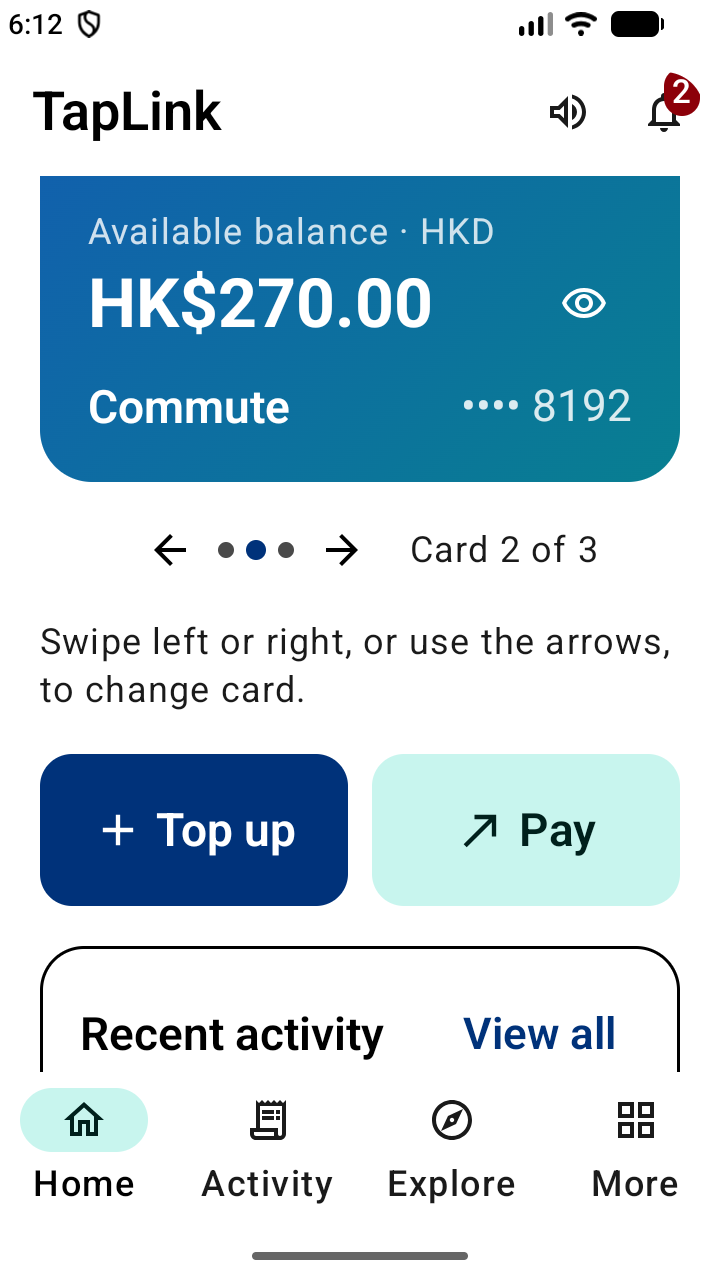 6:12
TapLink
2
Available balance · HKD
HK$270.00
Commute
•••• 8192
Card 2 of 3
Swipe left or right, or use the arrows,
to change card.
Top up
Pay
Recent activity
View all
Home
Activity
Explore
More